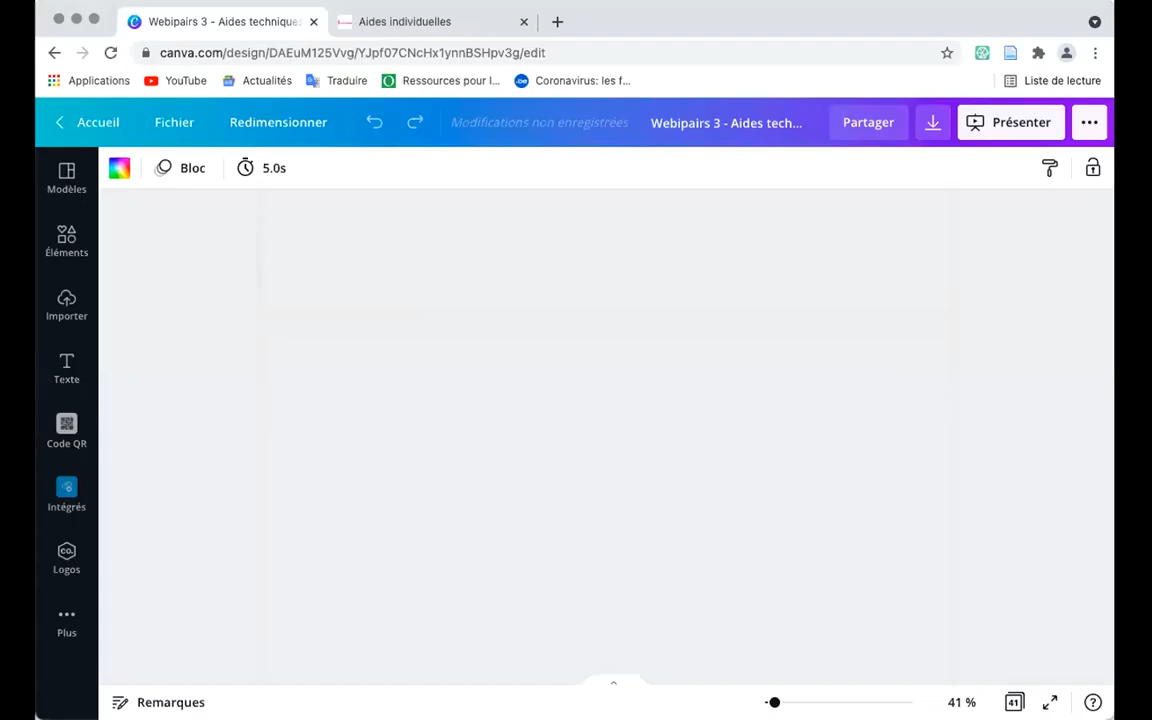 Webipairs 3 - Aides technique
Aides individuelles
canva.com/design/DAEuM125Vvg/YJpf07CNcHx1ynnBSHpv3g/edit
Applications
YouTube
Actualités
Traduire
Ressources pour l...
Coronavirus: les f...
Liste de lecture
Accueil
Fichier
Redimensionner
Modifications non enregistrées
Webipairs 3 - Aides tech...
Partager
Présenter
Bloc
5.0s
Modèles
Éléments
Importer
Texte
Code QR
Intégrés
CO.
Logos
Plus
Remarques
41 %
41